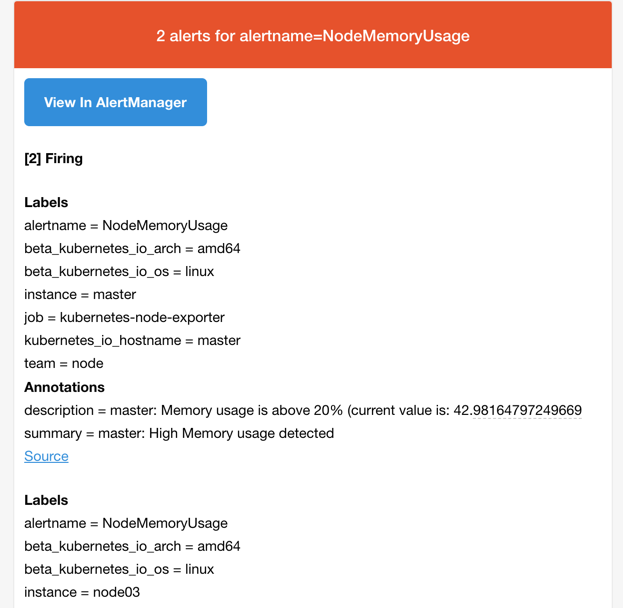 2 alerts for alertname=NodeMemoryUsage
View In AlertManager
[2] Firing
Labels
alertname = NodeMemoryUsage
beta_kubernetes_io_arch = amd64
beta_kubernetes_io_os = linux
instance = master
job = kubernetes-node-exporter
kubernetes_io_hostname = master
team = node
Annotations
description = master: Memory usage is above 20% (current value is: 42.98164797249669
summary = master: High Memory usage detected
Source
Labels
alertname = NodeMemoryUsage
beta_kubernetes_io_arch = amd64
beta_kubernetes_io_os = linux
instance = node03